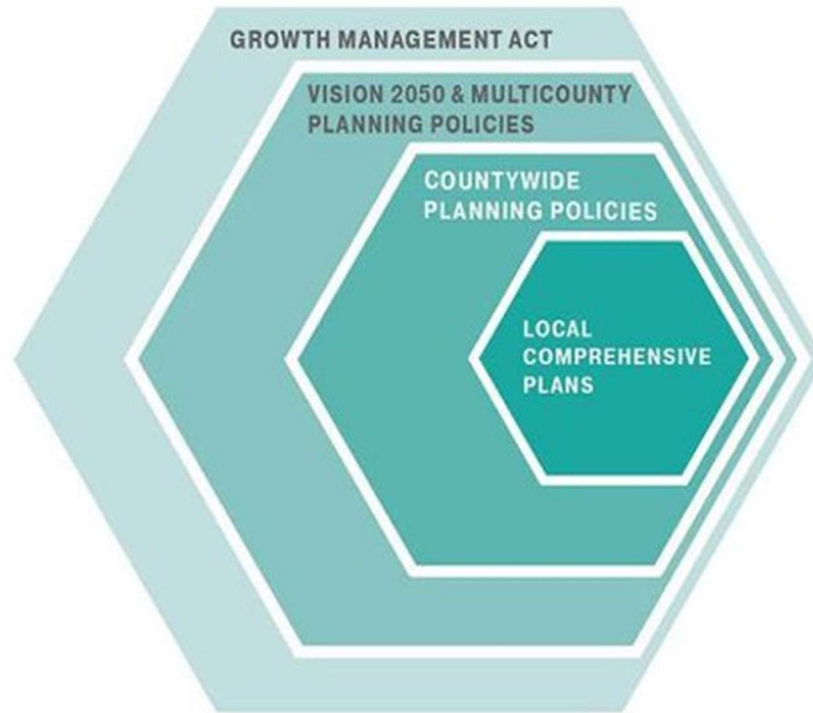 GROWTH MANAGEMENT ACT
VISION 2050 & MULTICOUNTY
PLANNING POLICIES
COUNTYWIDE
PLANNING POLICIES
LOCAL
COMPREHENSIVE
PLANS